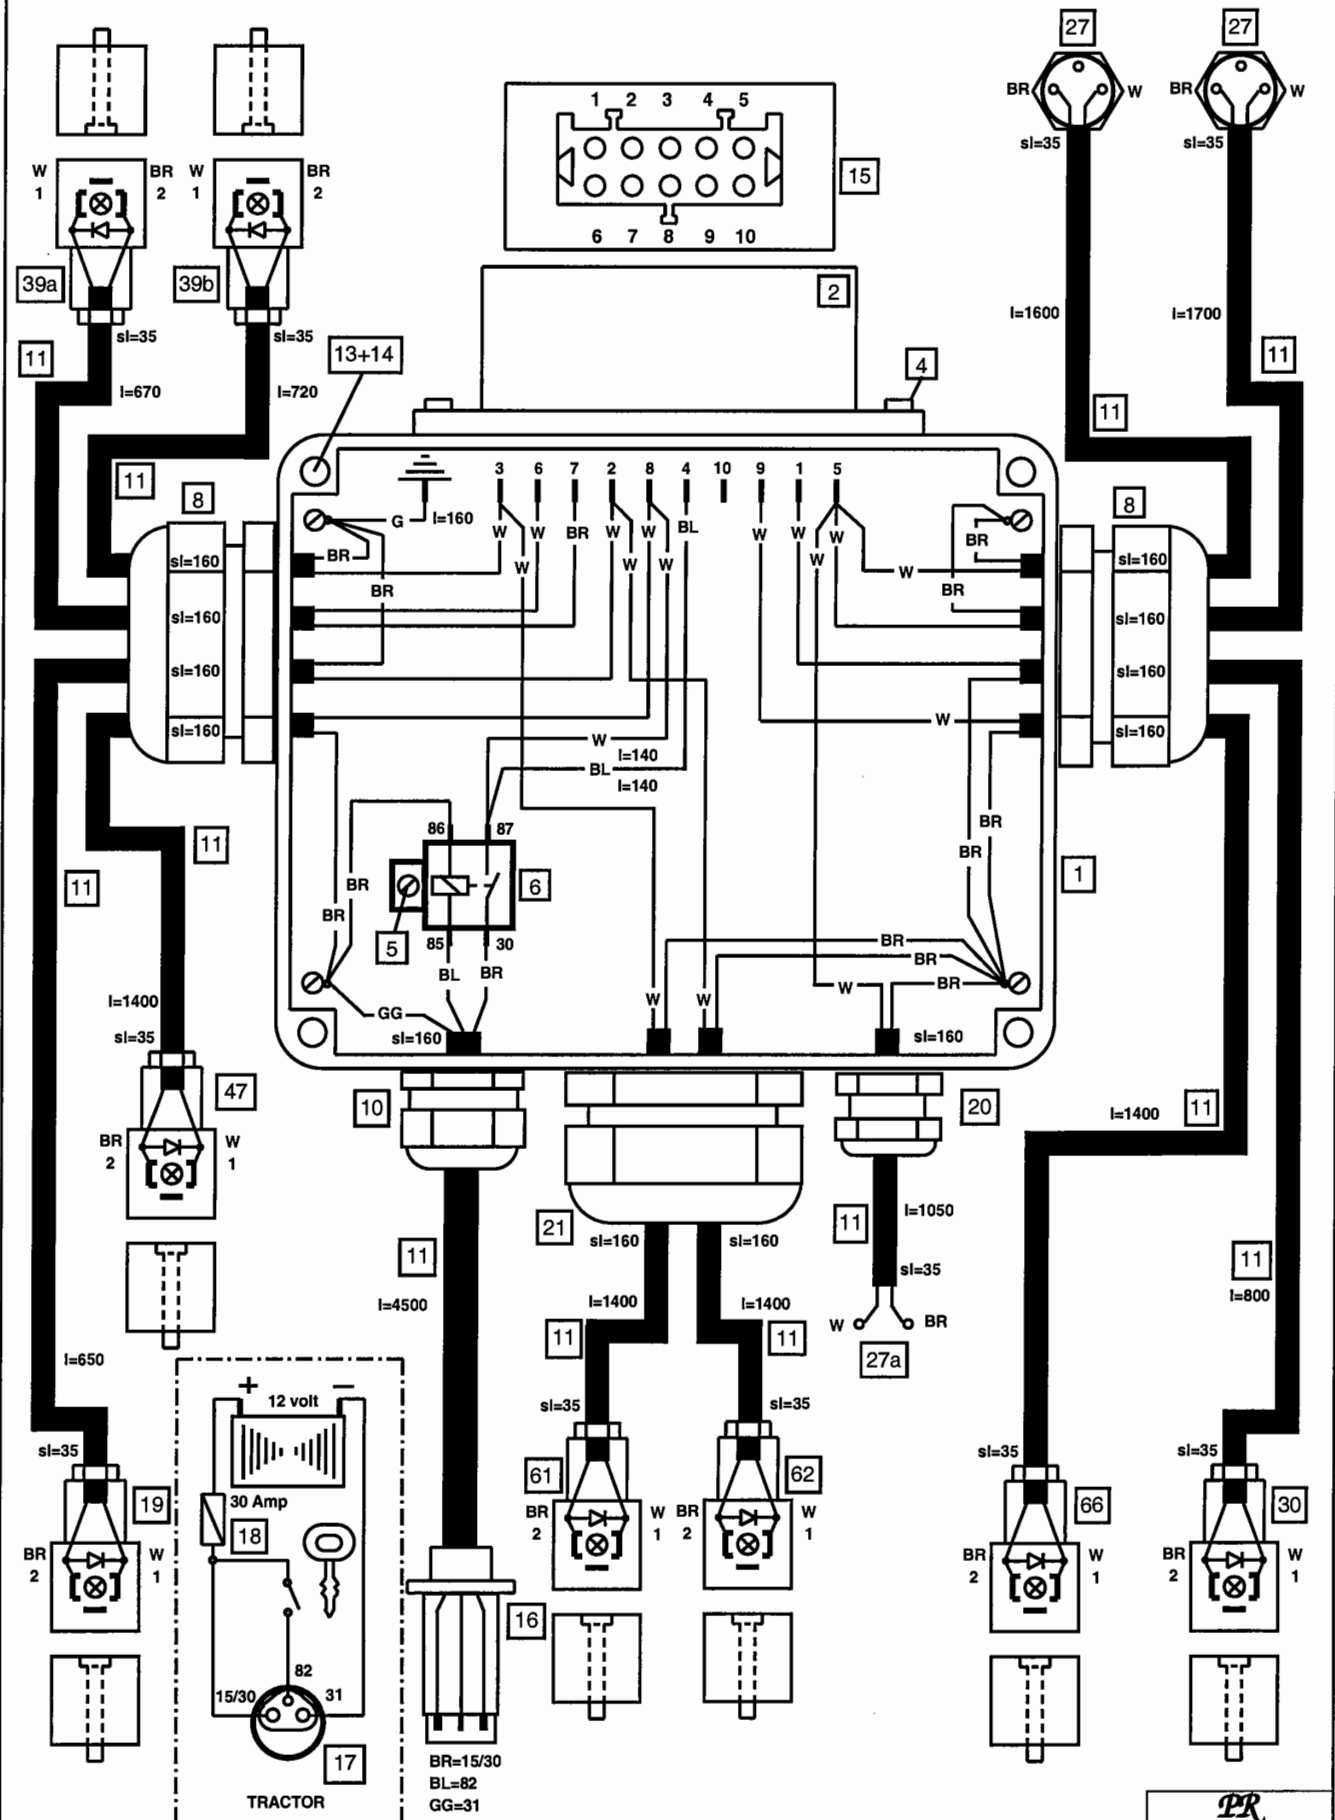 27 27
BR W BR W
sl=35 sl=35
1 2 3 4 5
15
6 7 8 9 10
W BR W BR
1 2 1 2
39a 39b
2
sl=35 sl=35
l=1600 l=1700
11 13+14 4 11
l=670 l=720
11
11
8 8
3 6 7 2 8 4 10 9 1 5
G l=160
W W BR W W BL W W W
BR W W W W BR
sl=160 sl=160
BR BR
sl=160 sl=160
sl=160 sl=160
sl=160 sl=160
W W
l=140
BL
l=140
86 87
11 11
BR BR
BR BR
6 1
5
85 30
BL BR
BR
BR
W BR
GG W W
sl=160 sl=160
l=1400
sl=35
47 10 20
l=1400 11
BR W
2 1
21 11 l=1050
11 sl=160 sl=160
sl=35
11
l=4500 l=1400 l=1400 l=800
11 11
W BR
27a
l=650
+ −
12 volt
sl=35 sl=35
sl=35 sl=35 sl=35
61 62
19 30 Amp 66 30
18
BR W BR W
2 1 2 1
BR W BR W BR W
2 1 2 1 2 1
16
82
15/30 31
17
BR=15/30
BL=82
GG=31
TRACTOR
PR